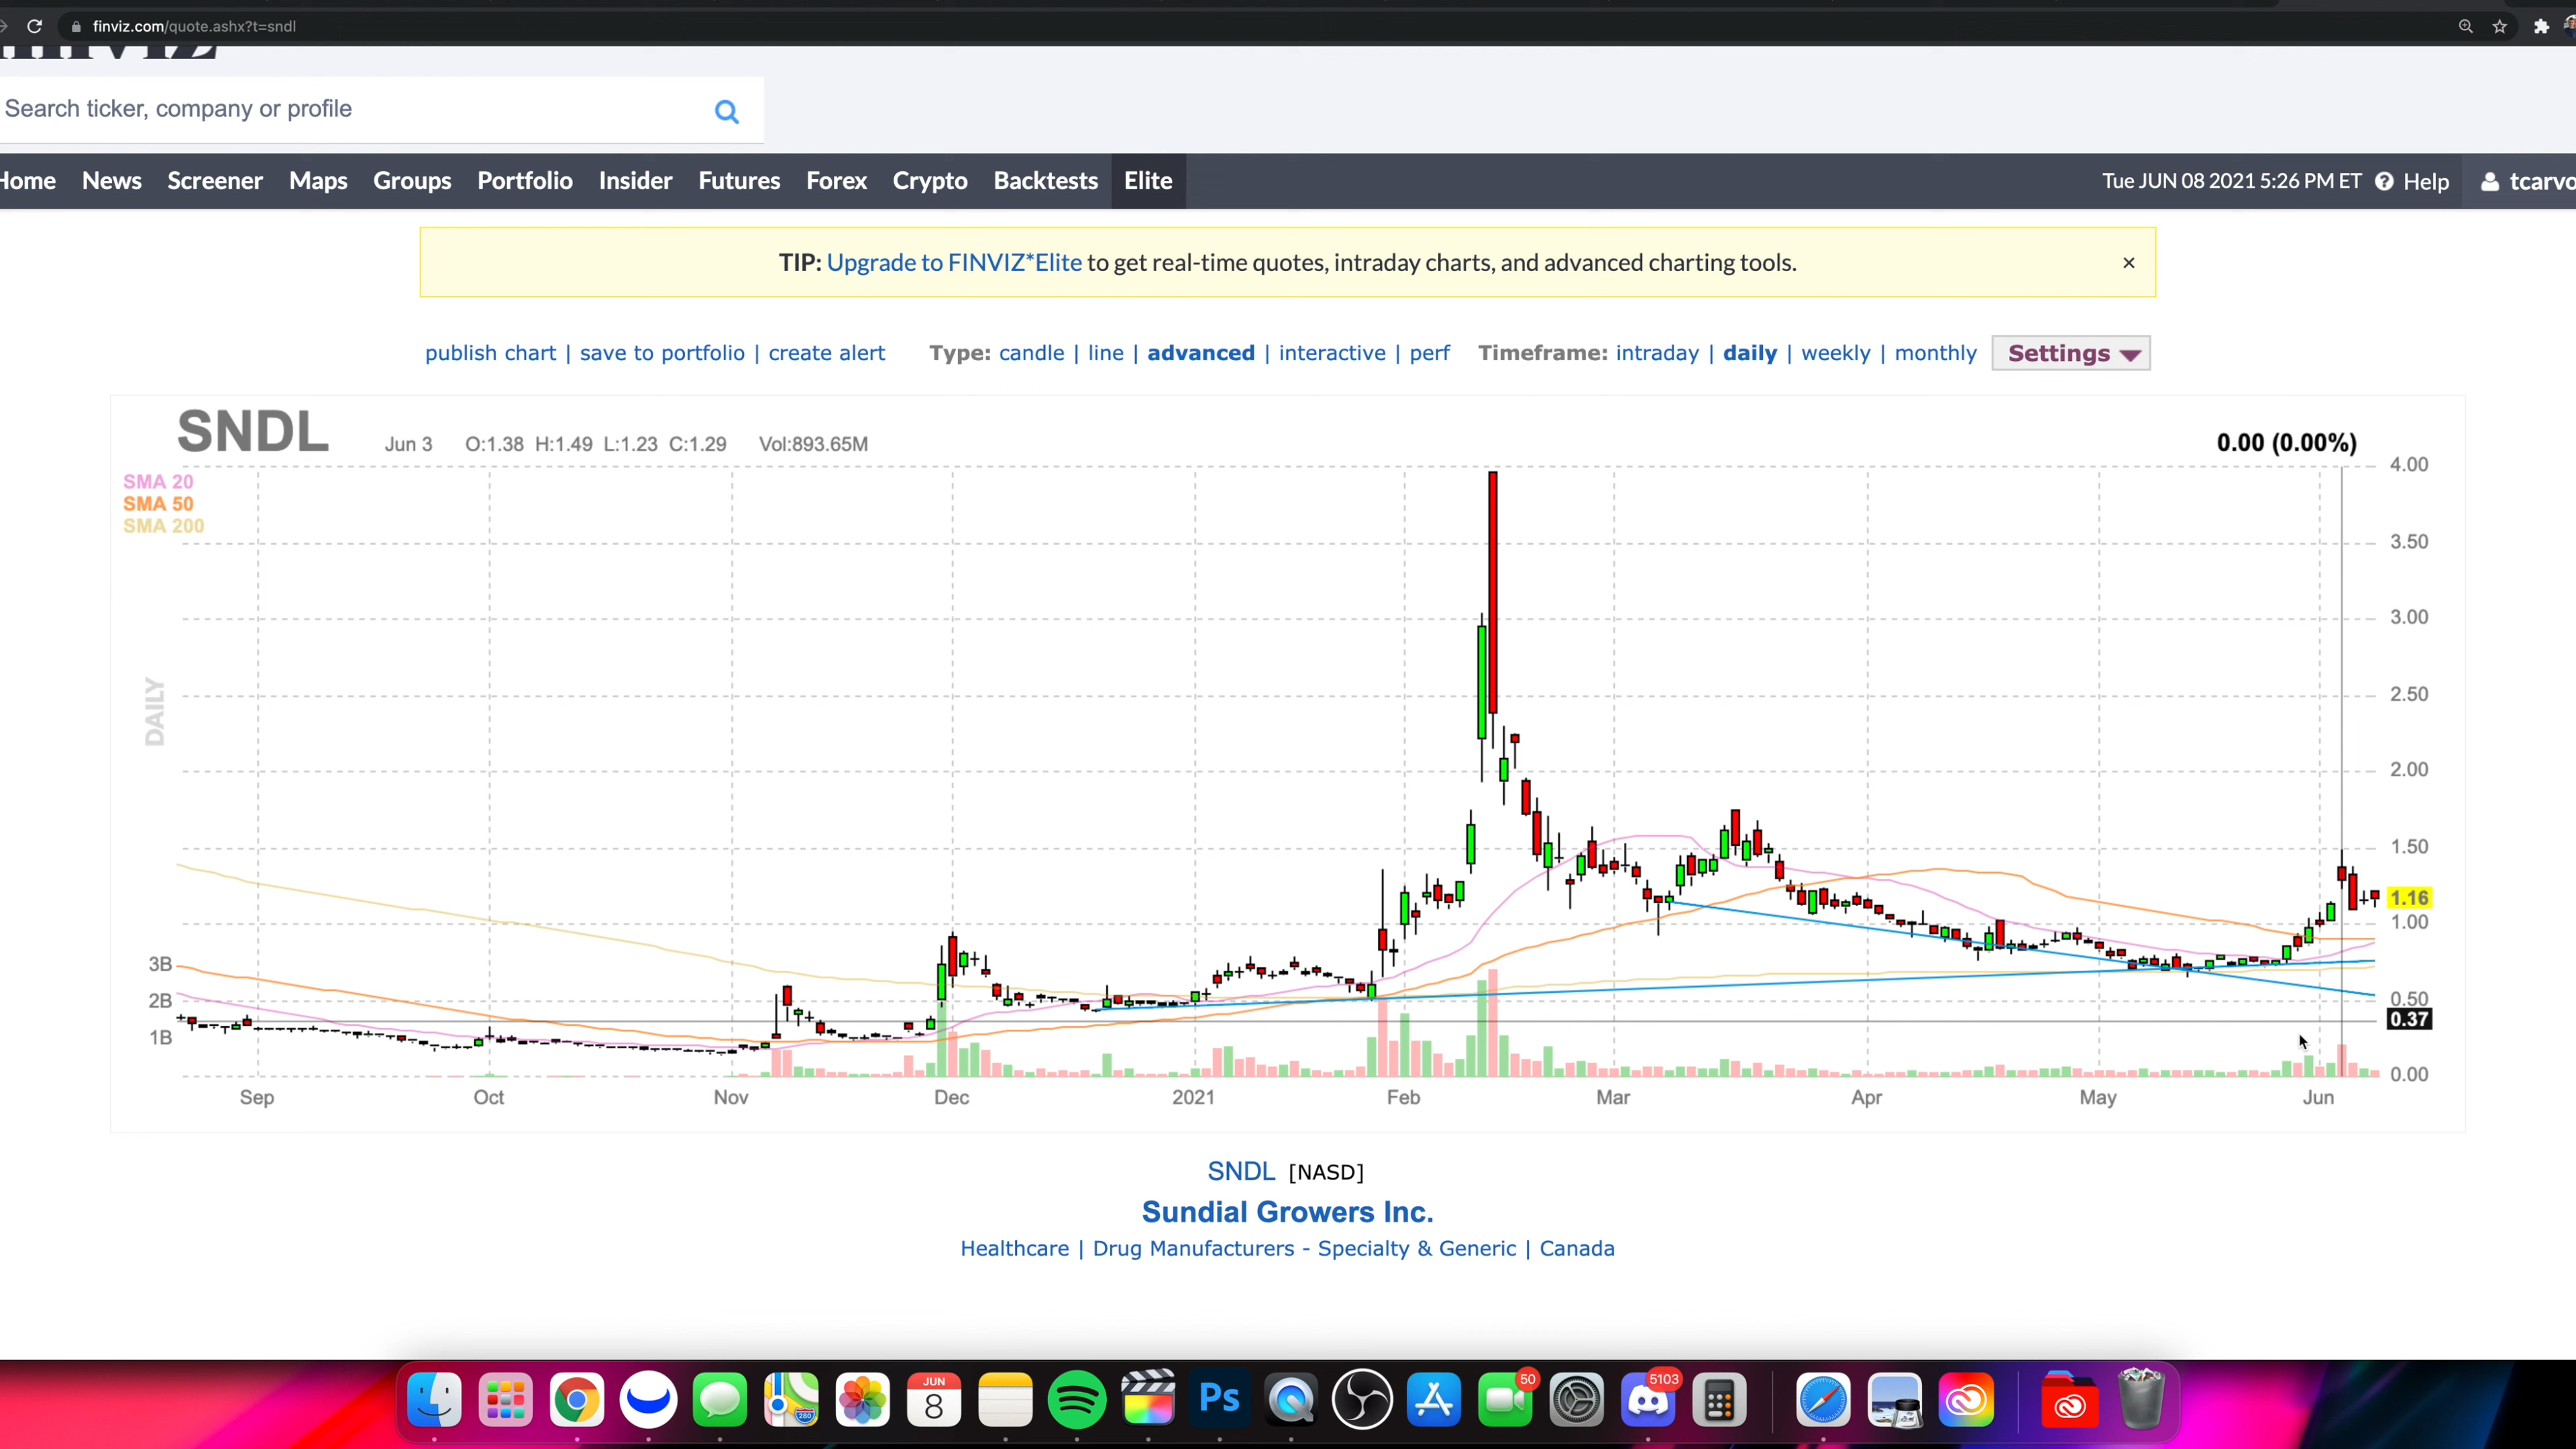 finviz.com/quote.ashx?t=sndl
Search ticker, company or profile
Home News Screener Maps Groups Portfolio Insider Futures Forex Crypto Backtests Elite Tue JUN 08 2021 5:26 PM ET ? Help
TIP: Upgrade to FINVIZ*Elite to get real-time quotes, intraday charts, and advanced charting tools. ×
publish chart | save to portfolio | create alert Type: candle | line | advanced | interactive | perf Timeframe: intraday | daily | weekly | monthly Settings
SNDL Jun 3 O:1.38 H:1.49 L:1.23 C:1.29 Vol:893.65M 0.00 (0.00%)
SMA 20
SMA 50
SMA 200
DAILY
4.00
3.50
3.00
2.50
2.00
1.50
1.16
1.00
0.50
0.37
0.00
3B
2B
1B
Sep Oct Nov Dec 2021 Feb Mar Apr May Jun
SNDL [NASD]
Sundial Growers Inc.
Healthcare | Drug Manufacturers - Specialty & Generic | Canada
280
JUN
8
Ps
50
5103